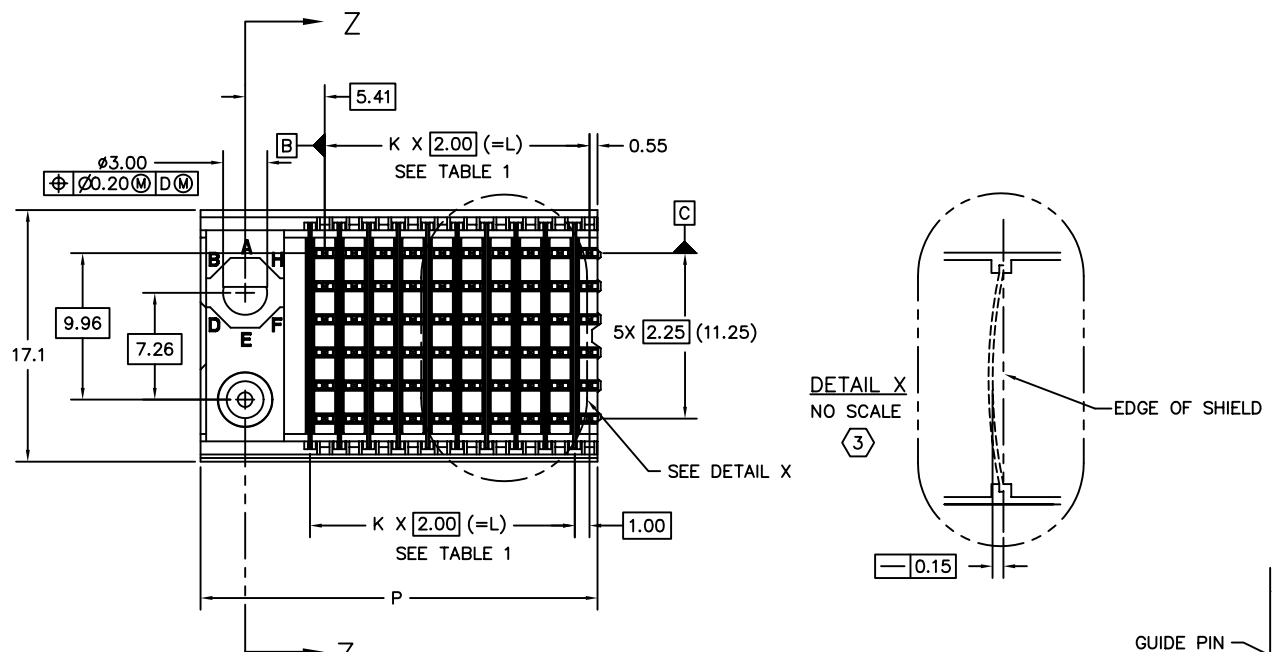 Z
5.41
B
K X 2.00 (=L)
SEE TABLE 1
0.55
ø3.00
⌖ Ø0.20 Ⓜ D Ⓜ
C
B A H
D E F
9.96
7.26
17.1
5X 2.25 (11.25)
DETAIL X
NO SCALE
3
EDGE OF SHIELD
SEE DETAIL X
K X 2.00 (=L)
SEE TABLE 1
1.00
— 0.15
P
GUIDE PIN
Z